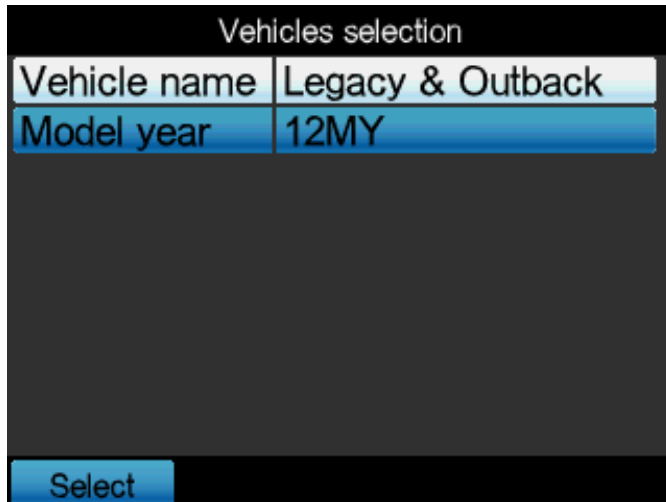 Vehicles selection
Vehicle name Legacy & Outback
Model year 12MY
Select